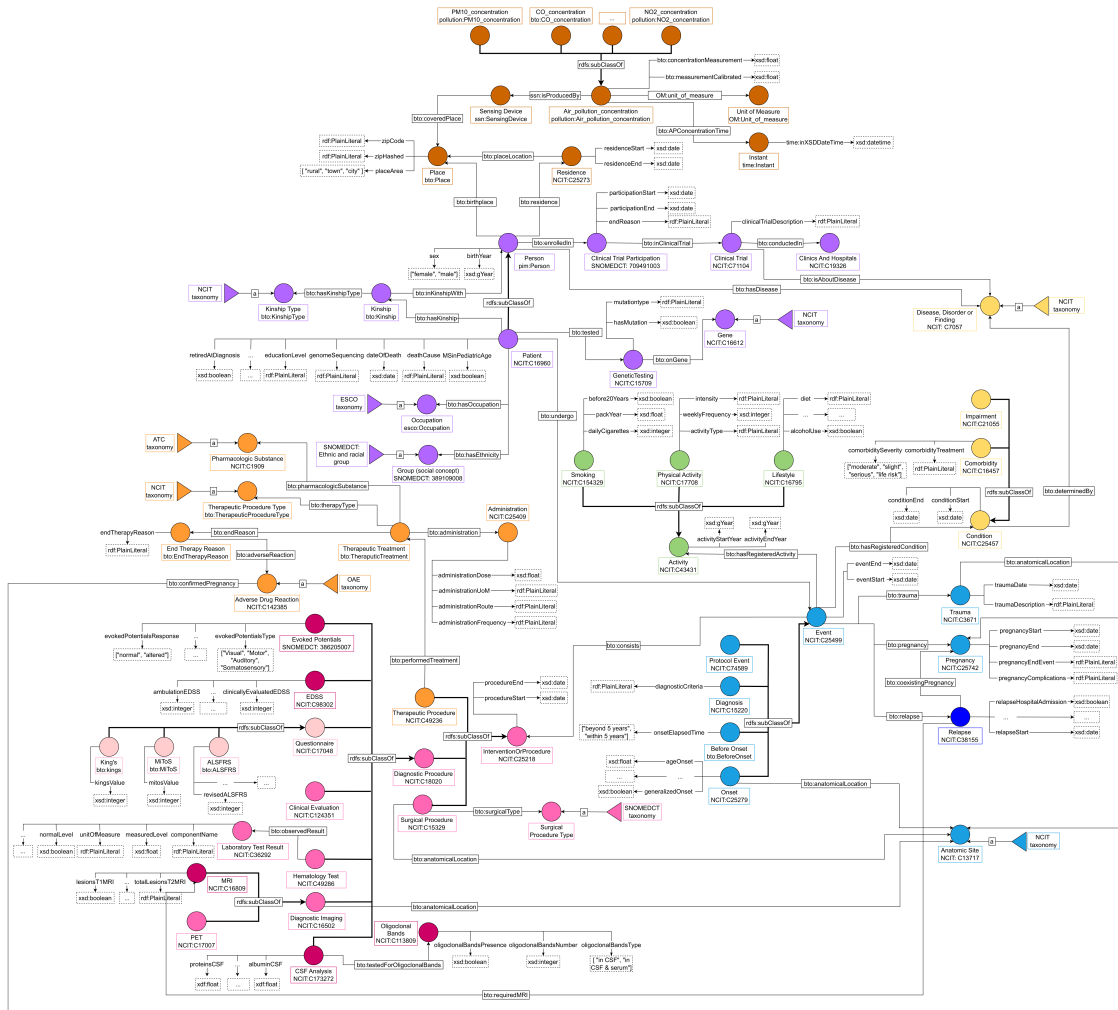 PM10_concentration
pollution:PM10_concentration
CO_concentration
bto:CO_concentration
...
NO2_concentration
pollution:NO2_concentration
rdfs:subClassOf
bto:concentrationMeasurement
xsd:float
bto:measurementCalibrated
xsd:float
ssn:isProducedBy
OM:unit_of_measure
Sensing Device
ssn:SensingDevice
Air_pollution_concentration
pollution:Air_pollution_concentration
Unit of Measure
OM:Unit_of_measure
bto:coveredPlace
bto:APConcentrationTime
rdf:PlainLiteral
zipCode
rdf:PlainLiteral
zipHashed
[ "rural", "town", "city" ]
placeArea
Place
bto:Place
bto:placeLocation
Residence
NCIT:C25273
residenceStart
xsd:date
residenceEnd
xsd:date
Instant
time:Instant
time:inXSDDateTime
xsd:datetime
bto:birthplace
bto:residence
participationStart
xsd:date
participationEnd
xsd:date
endReason
rdf:PlainLiteral
clinicalTrialDescription
rdf:PlainLiteral
bto:enrolledIn
bto:inClinicalTrial
bto:conductedIn
Person
pim:Person
Clinical Trial Participation
SNOMEDCT: 709491003
Clinical Trial
NCIT:C71104
Clinics And Hospitals
NCIT:C19326
sex
birthYear
["female", "male"]
xsd:gYear
bto:isAboutDisease
bto:hasDisease
NCIT
taxonomy
a
bto:hasKinshipType
bto:inKinshipWith
Kinship Type
bto:KinshipType
Kinship
bto:Kinship
bto:hasKinship
rdfs:subClassOf
mutationtype
rdf:PlainLiteral
hasMutation
xsd:boolean
bto:tested
Gene
NCIT:C16612
a
NCIT
taxonomy
bto:onGene
GeneticTesting
NCIT:C15709
Disease, Disorder or
Finding
NCIT: C7057
a
NCIT
taxonomy
Patient
NCIT:C16960
retiredAtDiagnosis
...
educationLevel
genomeSequencing
dateOfDeath
deathCause
MSinPediatricAge
xsd:boolean
...
rdf:PlainLiteral
rdf:PlainLiteral
xsd:date
rdf:PlainLiteral
xsd:boolean
ESCO
taxonomy
a
bto:hasOccupation
Occupation
esco:Occupation
SNOMEDCT:
Ethnic and racial
group
a
bto:hasEthnicity
Group (social concept)
SNOMEDCT: 389109008
bto:undergo
before20Years
xsd:boolean
packYear
xsd:float
dailyCigarettes
xsd:integer
intensity
rdf:PlainLiteral
weeklyFrequency
xsd:integer
activityType
rdf:PlainLiteral
diet
rdf:PlainLiteral
...
...
alcoholUse
xsd:boolean
Smoking
NCIT:C154329
Physical Activity
NCIT:C17708
Lifestyle
NCIT:C16795
rdfs:subClassOf
xsd:gYear
xsd:gYear
activityStartYear
activityEndYear
Activity
NCIT:C43431
bto:hasRegisteredActivity
Impairment
NCIT:C21055
comorbiditySeverity
comorbidityTreatment
["moderate", "slight",
"serious", "life risk"]
rdf:PlainLiteral
Comorbidity
NCIT:C16457
rdfs:subClassOf
bto:determinedBy
conditionEnd
conditionStart
xsd:date
xsd:date
Condition
NCIT:C25457
bto:hasRegisteredCondition
ATC
taxonomy
a
Pharmacologic Substance
NCIT:C1909
bto:pharmacologicSubstance
NCIT
taxonomy
a
Therapeutic Procedure Type
bto:TherapeuticProcedureType
bto:therapyType
endTherapyReason
rdf:PlainLiteral
End Therapy Reason
bto:EndTherapyReason
bto:endReason
Therapeutic Treatment
bto:TherapeuticTreatment
bto:administration
Administration
NCIT:C25409
bto:adverseReaction
bto:confirmedPregnancy
Adverse Drug Reaction
NCIT:C142385
a
OAE
taxonomy
administrationDose
xsd:float
administrationUoM
rdf:PlainLiteral
administrationRoute
rdf:PlainLiteral
administrationFrequency
rdf:PlainLiteral
eventEnd
xsd:date
eventStart
xsd:date
Event
NCIT:C25499
bto:trauma
bto:anatomicalLocation
traumaDate
xsd:date
traumaDescription
rdf:PlainLiteral
Trauma
NCIT:C3671
bto:pregnancy
Pregnancy
NCIT:C25742
pregnancyStart
xsd:date
pregnancyEnd
xsd:date
pregnancyEndEvent
rdf:PlainLiteral
pregnancyComplications
rdf:PlainLiteral
bto:coexistingPregnancy
bto:relapse
Relapse
NCIT:C38155
relapseHospitalAdmission
xsd:boolean
...
...
relapseStart
xsd:date
evokedPotentialsResponse
...
evokedPotentialsType
["normal", "altered"]
...
["Visual", "Motor",
"Auditory",
"Somatosensory"]
Evoked Potentials
SNOMEDCT: 386205007
ambulationEDSS
...
clinicallyEvaluatedEDSS
xsd:integer
...
xsd:integer
EDSS
NCIT:C98302
bto:performedTreatment
bto:consists
Protocol Event
NCIT:C74589
rdf:PlainLiteral
diagnosticCriteria
Diagnosis
NCIT:C15220
["beyond 5 years",
"within 5 years"]
onsetElapsedTime
Before Onset
bto:BeforeOnset
rdfs:subClassOf
xsd:float
ageOnset
...
...
xsd:boolean
generalizedOnset
Onset
NCIT:C25279
bto:anatomicalLocation
procedureEnd
xsd:date
procedureStart
xsd:date
Therapeutic Procedure
NCIT:C49236
rdfs:subClassOf
InterventionOrProcedure
NCIT:C25218
King's
bto:kings
MiToS
bto:MiToS
ALSFRS
bto:ALSFRS
rdfs:subClassOf
Questionnaire
NCIT:C17048
rdfs:subClassOf
Diagnostic Procedure
NCIT:C18020
kingsValue
mitosValue
...
...
revisedALSFRS
xsd:integer
xsd:integer
xsd:integer
Clinical Evaluation
NCIT:C124351
Surgical Procedure
NCIT:C15329
bto:surgicalType
Surgical
Procedure Type
a
SNOMEDCT
taxonomy
...
normalLevel
unitOfMeasure
measuredLevel
componentName
...
xsd:boolean
rdf:PlainLiteral
xsd:float
rdf:PlainLiteral
bto:observedResult
Laboratory Test Result
NCIT:C36292
Hematology Test
NCIT:C49286
bto:anatomicalLocation
Anatomic Site
NCIT: C13717
a
NCIT
taxonomy
lesionsT1MRI
...
totalLesionsT2MRI
xsd:boolean
...
rdf:PlainLiteral
MRI
NCIT:C16809
rdfs:subClassOf
Diagnostic Imaging
NCIT:C16502
bto:anatomicalLocation
PET
NCIT:C17007
Oligoclonal
Bands
NCIT:C113809
oligoclonalBandsPresence
oligoclonalBandsNumber
oligoclonalBandsType
xsd:boolean
xsd:integer
[ "in CSF", "in
CSF & serum"]
proteinsCSF
...
albuminCSF
xdf:float
...
xdf:float
CSF Analysis
NCIT:C173272
bto:testedForOligoclonalBands
bto:requiredMRI